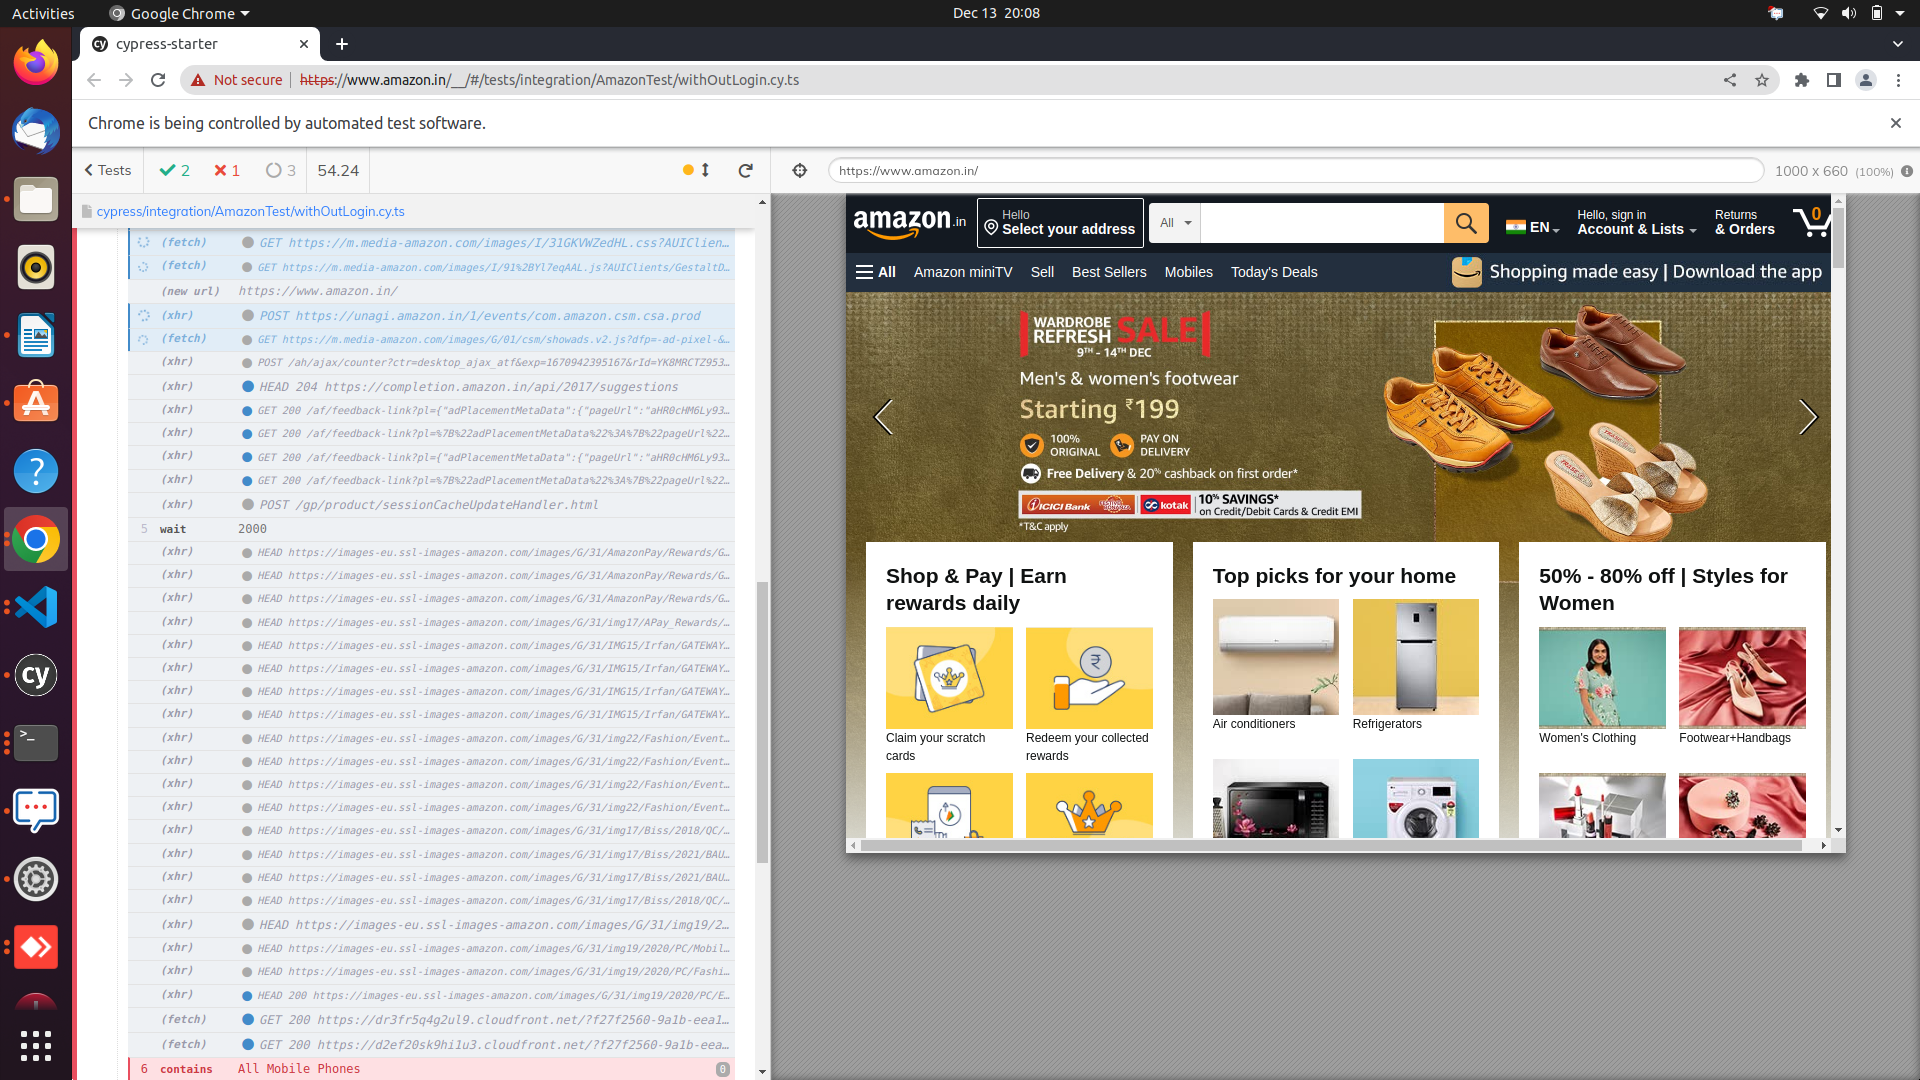 Activities
Google Chrome
Dec 13 20:08
cypress-starter
Not secure
https://www.amazon.in/__/#/tests/integration/AmazonTest/withOutLogin.cy.ts
Chrome is being controlled by automated test software.
Tests
2
1
3
54.24
https://www.amazon.in/
1000 x 660 (100%)
cypress/integration/AmazonTest/withOutLogin.cy.ts
(fetch) GET https://m.media-amazon.com/images/I/31GKVWZedHL.css?AUIClien...
(fetch) GET https://m.media-amazon.com/images/I/91%2BYl7eqAAL.js?AUIClients/GestaltD...
(new url) https://www.amazon.in/
(xhr) POST https://unagi.amazon.in/1/events/com.amazon.csm.csa.prod
(fetch) GET https://m.media-amazon.com/images/G/01/csm/showads.v2.js?dfp=-ad-pixel-&...
(xhr) POST /ah/ajax/counter?ctr=desktop_ajax_atf&exp=1670942395167&rId=YK8MRCTZ953...
(xhr) HEAD 204 https://completion.amazon.in/api/2017/suggestions
(xhr) GET 200 /af/feedback-link?pl={"adPlacementMetaData":{"pageUrl":"aHR0cHM6Ly93...
(xhr) GET 200 /af/feedback-link?pl=%7B%22adPlacementMetaData%22%3A%7B%22pageUrl%22...
(xhr) GET 200 /af/feedback-link?pl={"adPlacementMetaData":{"pageUrl":"aHR0cHM6Ly93...
(xhr) GET 200 /af/feedback-link?pl=%7B%22adPlacementMetaData%22%3A%7B%22pageUrl%22...
(xhr) POST /gp/product/sessionCacheUpdateHandler.html
5 wait 2000
(xhr) HEAD https://images-eu.ssl-images-amazon.com/images/G/31/AmazonPay/Rewards/G...
(xhr) HEAD https://images-eu.ssl-images-amazon.com/images/G/31/AmazonPay/Rewards/G...
(xhr) HEAD https://images-eu.ssl-images-amazon.com/images/G/31/AmazonPay/Rewards/G...
(xhr) HEAD https://images-eu.ssl-images-amazon.com/images/G/31/img17/APay_Rewards/...
(xhr) HEAD https://images-eu.ssl-images-amazon.com/images/G/31/IMG15/Irfan/GATEWAY...
(xhr) HEAD https://images-eu.ssl-images-amazon.com/images/G/31/IMG15/Irfan/GATEWAY...
(xhr) HEAD https://images-eu.ssl-images-amazon.com/images/G/31/IMG15/Irfan/GATEWAY...
(xhr) HEAD https://images-eu.ssl-images-amazon.com/images/G/31/IMG15/Irfan/GATEWAY...
(xhr) HEAD https://images-eu.ssl-images-amazon.com/images/G/31/img22/Fashion/Event...
(xhr) HEAD https://images-eu.ssl-images-amazon.com/images/G/31/img22/Fashion/Event...
(xhr) HEAD https://images-eu.ssl-images-amazon.com/images/G/31/img22/Fashion/Event...
(xhr) HEAD https://images-eu.ssl-images-amazon.com/images/G/31/img22/Fashion/Event...
(xhr) HEAD https://images-eu.ssl-images-amazon.com/images/G/31/img17/Biss/2018/QC/...
(xhr) HEAD https://images-eu.ssl-images-amazon.com/images/G/31/img17/Biss/2021/BAU...
(xhr) HEAD https://images-eu.ssl-images-amazon.com/images/G/31/img17/Biss/2021/BAU...
(xhr) HEAD https://images-eu.ssl-images-amazon.com/images/G/31/img17/Biss/2018/QC/...
(xhr) HEAD https://images-eu.ssl-images-amazon.com/images/G/31/img19/2...
(xhr) HEAD https://images-eu.ssl-images-amazon.com/images/G/31/img19/2020/PC/Mobil...
(xhr) HEAD https://images-eu.ssl-images-amazon.com/images/G/31/img19/2020/PC/Fashi...
(xhr) HEAD 200 https://images-eu.ssl-images-amazon.com/images/G/31/img19/2020/PC/E...
(fetch) GET 200 https://dr3fr5q4g2ul9.cloudfront.net/?f27f2560-9a1b-eea1...
(fetch) GET 200 https://d2ef20sk9hi1u3.cloudfront.net/?f27f2560-9a1b-eea...
6 contains All Mobile Phones 0
amazon.in
Hello
Select your address
All
EN
Hello, sign in
Account & Lists
Returns
& Orders
0
All
Amazon miniTV
Sell
Best Sellers
Mobiles
Today's Deals
Shopping made easy | Download the app
WARDROBE REFRESH SALE
9TH - 14TH DEC
Men's & women's footwear
Starting ₹199
100% ORIGINAL
PAY ON DELIVERY
Free Delivery & 20% cashback on first order*
ICICI Bank
kotak
10% SAVINGS*
on Credit/Debit Cards & Credit EMI
*T&C apply
Shop & Pay | Earn rewards daily
Claim your scratch cards
Redeem your collected rewards
Top picks for your home
Air conditioners
Refrigerators
50% - 80% off | Styles for Women
Women's Clothing
Footwear+Handbags